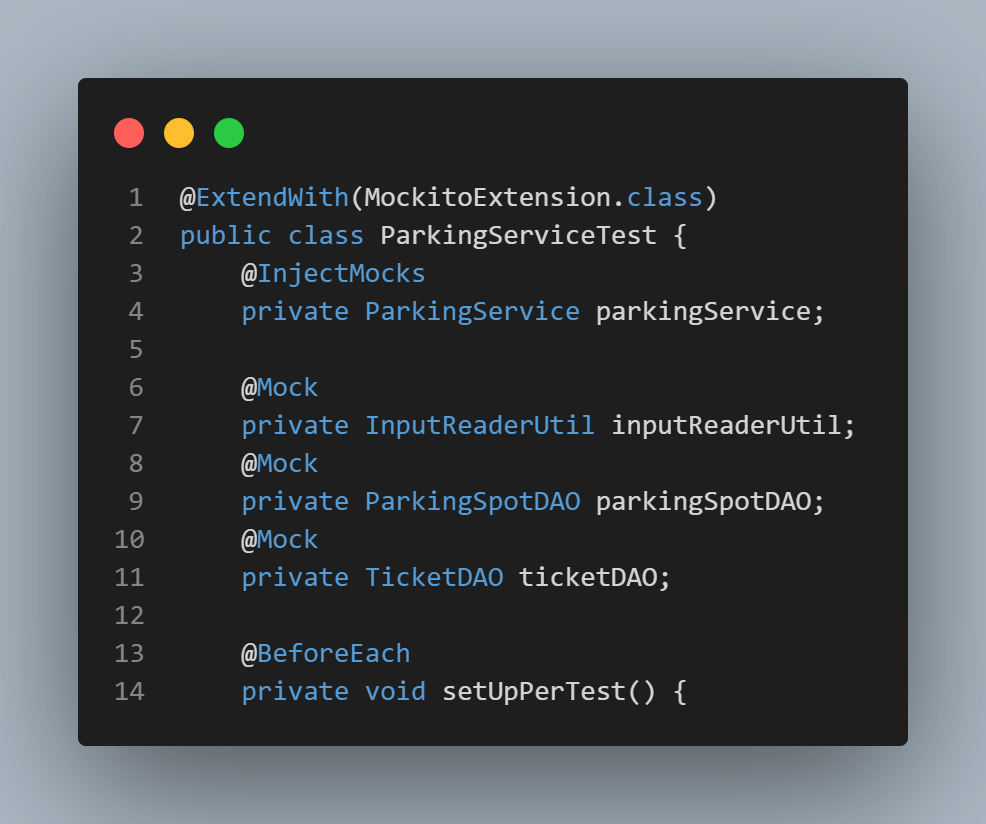 1 @ExtendWith(MockitoExtension.class)
2 public class ParkingServiceTest {
3     @InjectMocks
4     private ParkingService parkingService;
5
6     @Mock
7     private InputReaderUtil inputReaderUtil;
8     @Mock
9     private ParkingSpotDAO parkingSpotDAO;
10     @Mock
11     private TicketDAO ticketDAO;
12
13     @BeforeEach
14     private void setUpPerTest() {